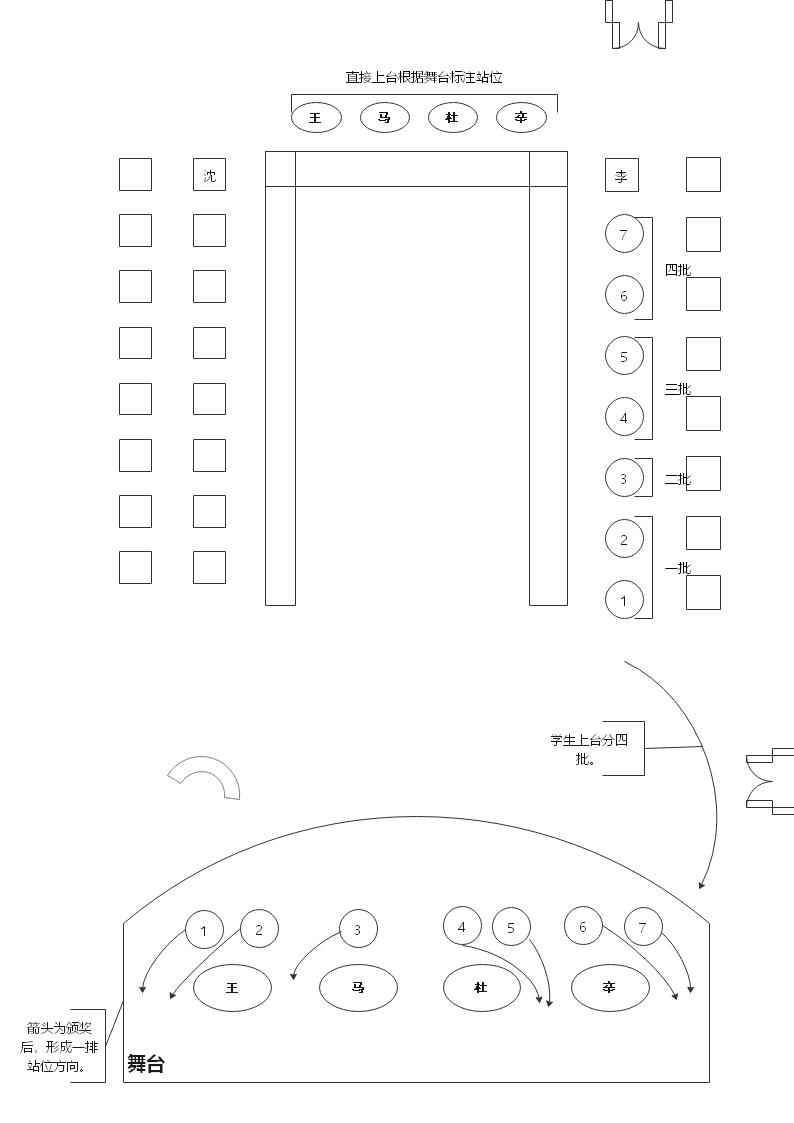 直接上台根据舞台标注站位
王 马 杜 卒
沈 李
7
四批
6
5
三批
4
3 二批
2
一批
1
学生上台分四
批。
1 2 3 4 5 6 7
王 马 杜 卒
箭头为颁奖
后，形成一排
站位方向。
舞台